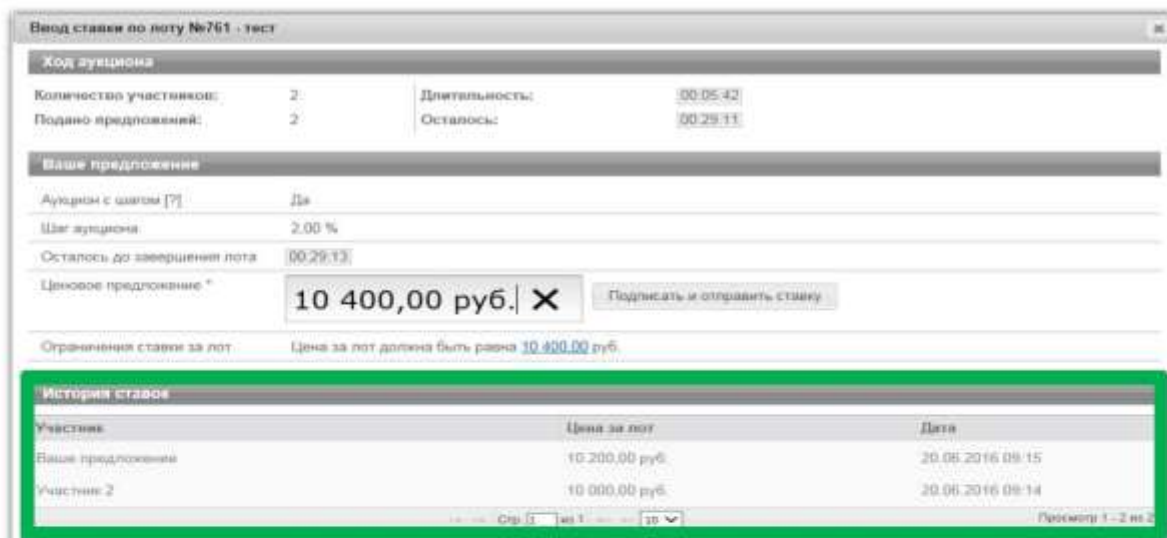 Ввод ставки по лоту №761 - тест
Ход аукциона
Количество участников: 2 Длительность: 00:05:42
Подано предложений: 2 Осталось: 00:29:11
Ваше предложение
Аукцион с шагом [?] Да
Шаг аукциона 2,00 %
Осталось до завершения лота 00:29:13
Ценовое предложение * 10 400,00 руб. Подписать и отправить ставку
Ограничения ставки за лот Цена за лот должна быть равна 10 400,00 руб.
История ставок
Участник Цена за лот Дата
Ваше предложение 10 200,00 руб. 20.06.2016 09:15
Участник 2 10 000,00 руб. 20.06.2016 09:14
Стр. 1 из 1 10 Просмотр 1 - 2 из 2